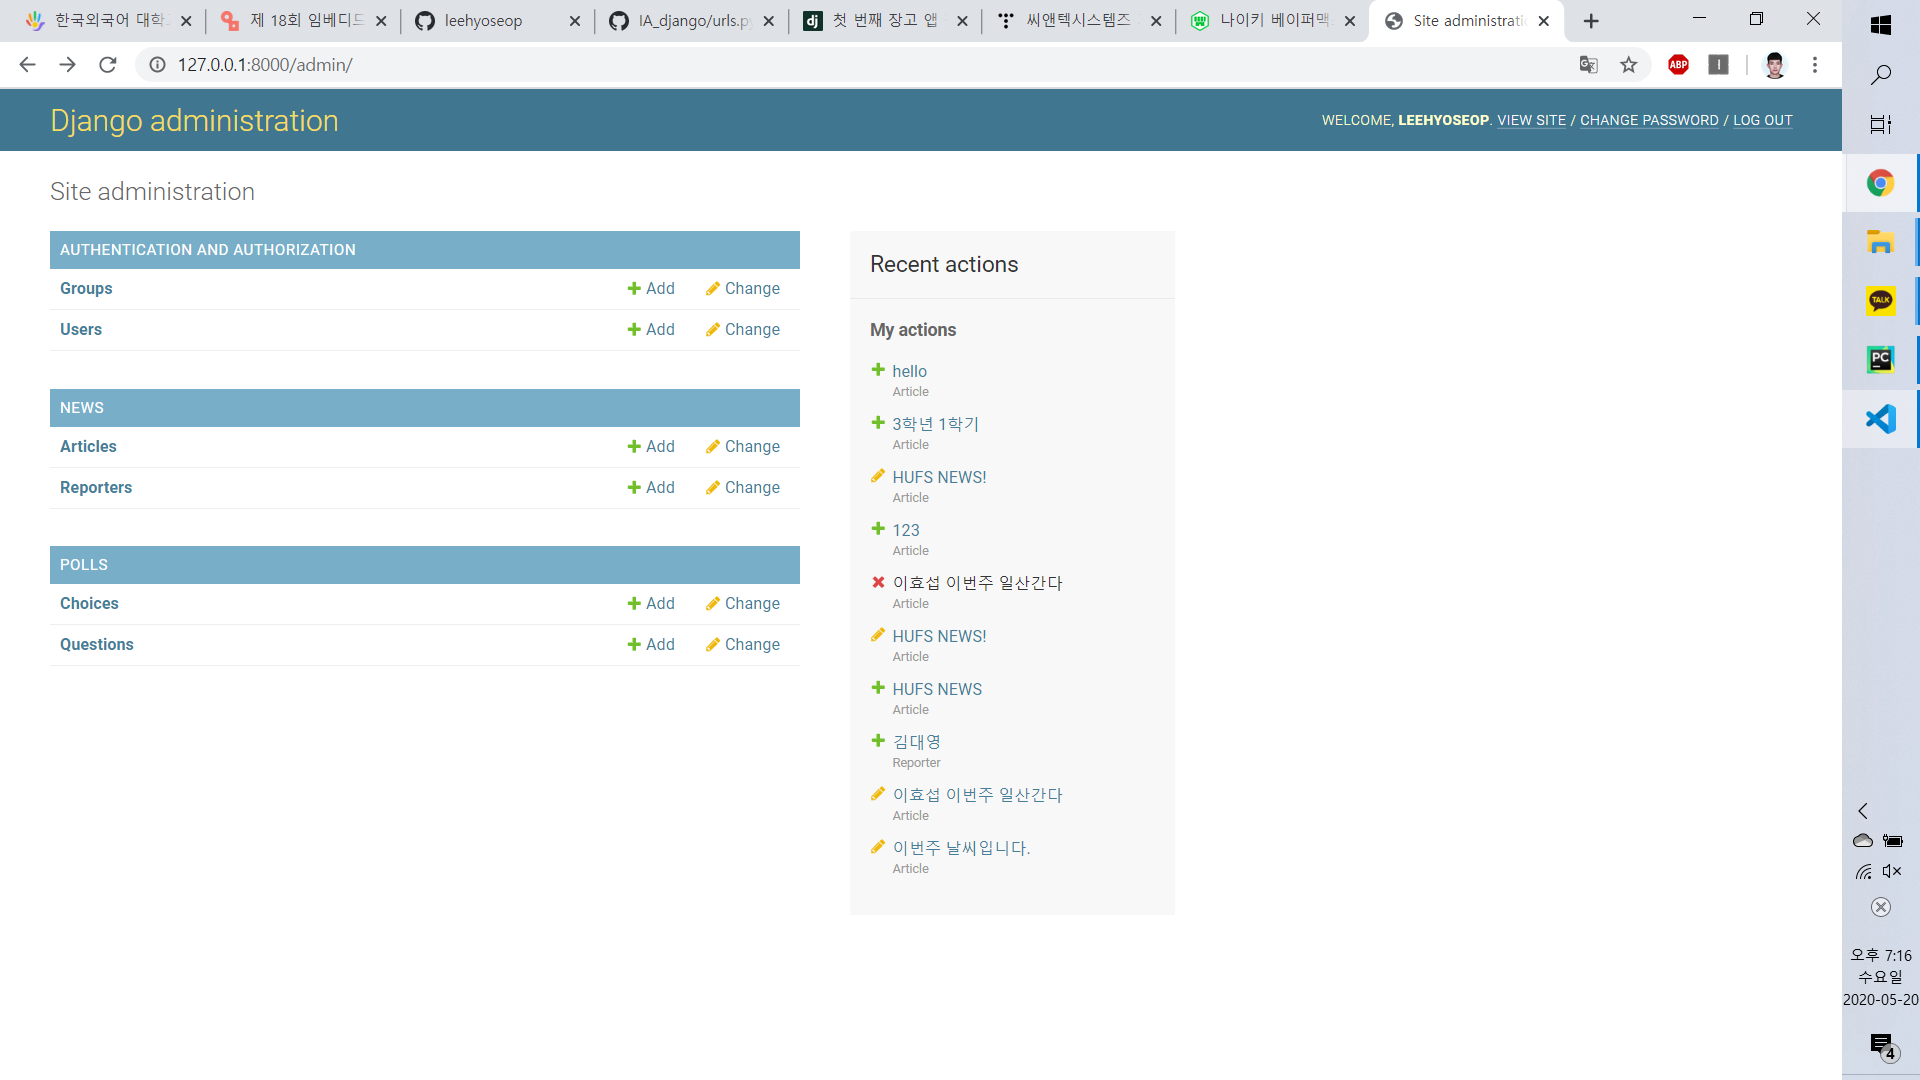 한국외국어 대학
제 18회 임베디드
leehyoseop
IA_django/urls.py
첫 번째 장고 앱
씨앤텍시스템즈
나이키 베이퍼맥
Site administrati
127.0.0.1:8000/admin/
ABP
Django administration
WELCOME, LEEHYOSEOP. VIEW SITE / CHANGE PASSWORD / LOG OUT
Site administration
AUTHENTICATION AND AUTHORIZATION
Groups Add Change
Users Add Change
NEWS
Articles Add Change
Reporters Add Change
POLLS
Choices Add Change
Questions Add Change
Recent actions
My actions
hello
Article
3학년 1학기
Article
HUFS NEWS!
Article
123
Article
이효섭 이번주 일산간다
Article
HUFS NEWS!
Article
HUFS NEWS
Article
김대영
Reporter
이효섭 이번주 일산간다
Article
이번주 날씨입니다.
Article
TALK
PC
오후 7:16
수요일
2020-05-20
4